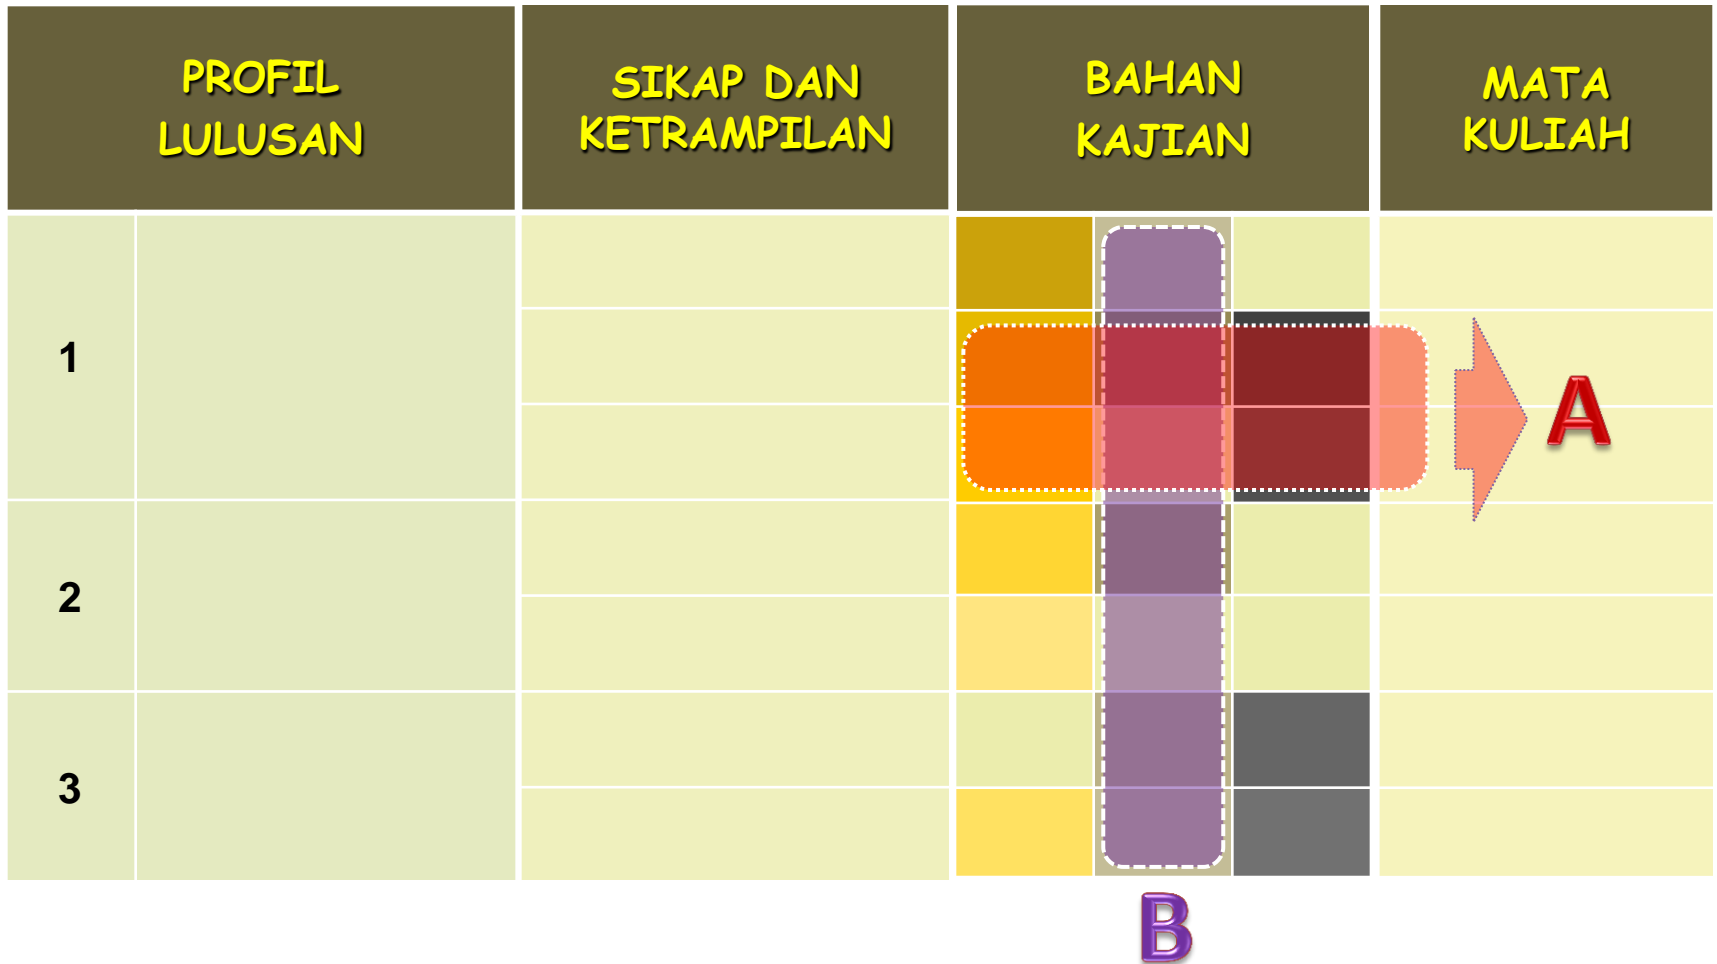 PROFIL
LULUSAN
SIKAP DAN
KETRAMPILAN
BAHAN
KAJIAN
MATA
KULIAH
1
A
2
3
B